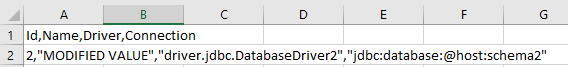 A B C D E F G
1 Id,Name,Driver,Connection
2 2,"MODIFIED VALUE","driver.jdbc.DatabaseDriver2","jdbc:database:@host:schema2"